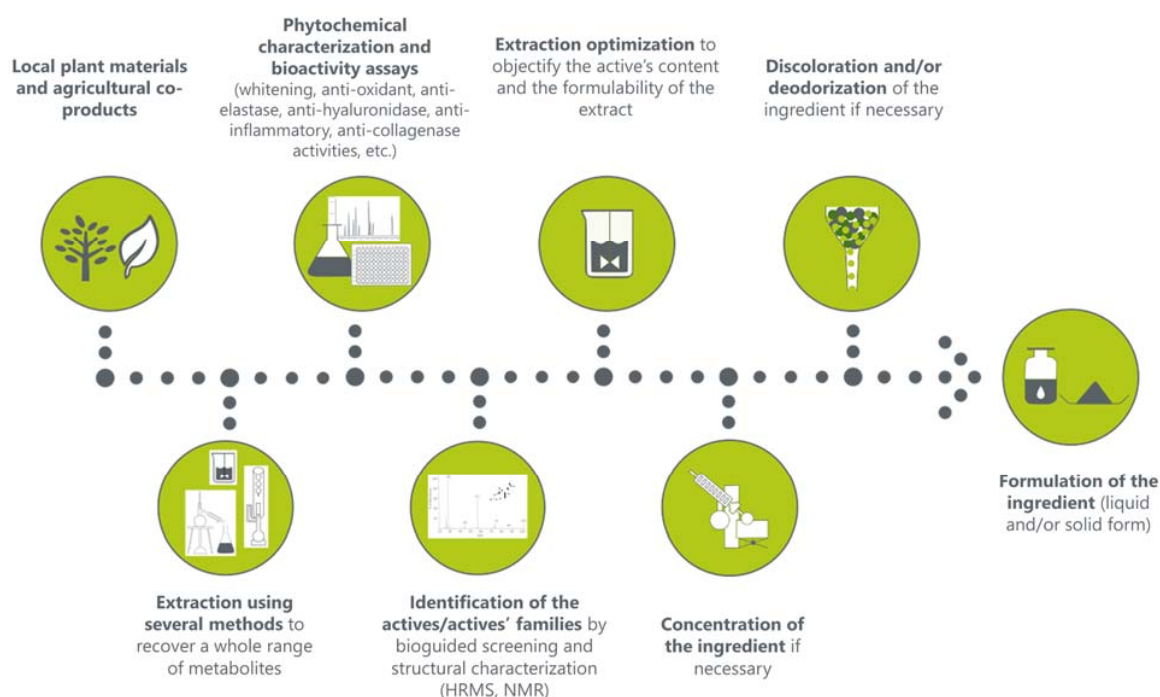 Local plant materials
and agricultural co-
products
Extraction using
several methods to
recover a whole range
of metabolites
Phytochemical
characterization and
bioactivity assays
(whitening, anti-oxidant, anti-
elastase, anti-hyaluronidase, anti-
inflammatory, anti-collagenase
activities, etc.)
Identification of the
actives/actives’ families by
bioguided screening and
structural characterization
(HRMS, NMR)
Extraction optimization to
objectify the active’s content
and the formulability of the
extract
Concentration of
the ingredient if
necessary
Discoloration and/or
deodorization of the
ingredient if necessary
Formulation of the
ingredient (liquid
and/or solid form)